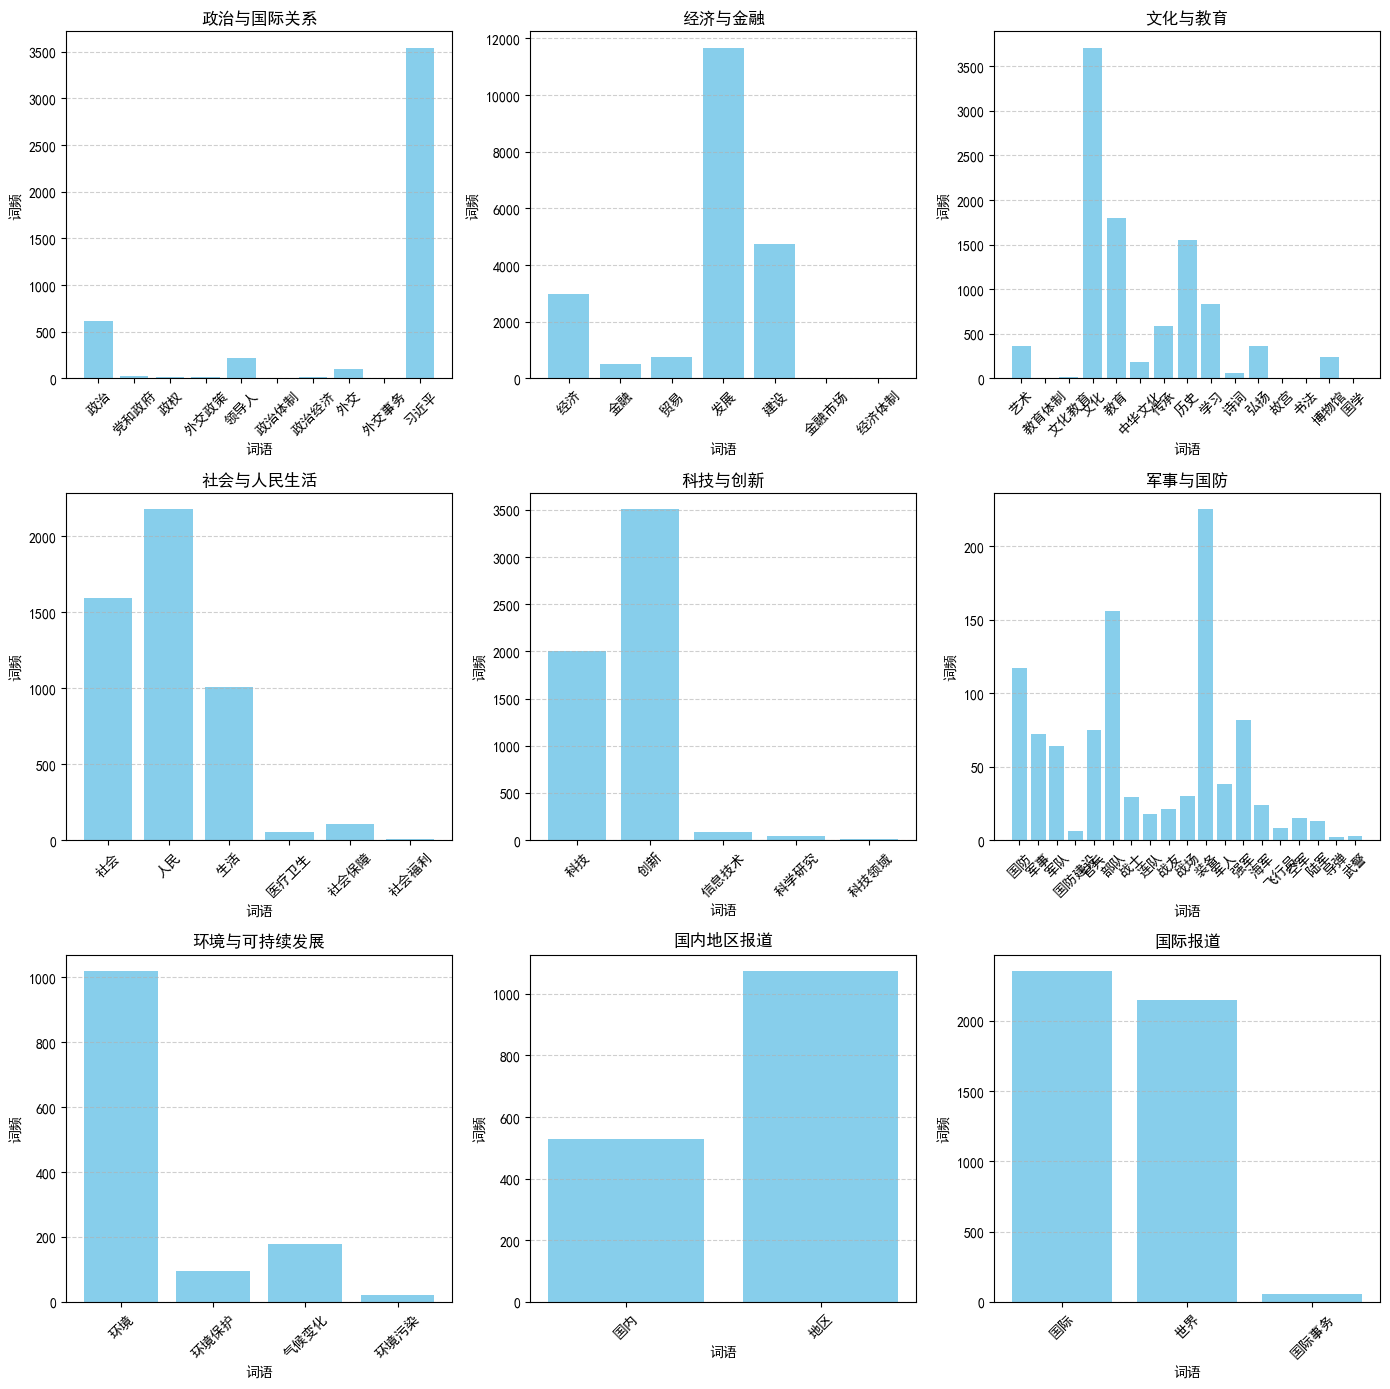 政治与国际关系
词频
3500
3000
2500
2000
1500
1000
500
0
政治
党和政府
政权
外交政策
领导人
政治体制
政治经济
外交
外交事务
习近平
词语
经济与金融
词频
12000
10000
8000
6000
4000
2000
0
经济
金融
贸易
发展
建设
金融市场
经济体制
词语
文化与教育
词频
3500
3000
2500
2000
1500
1000
500
0
艺术
教育体制
文化教育
文化
教育
中华文化
传承
历史
学习
诗词
弘扬
故宫
书法
博物馆
国学
词语
社会与人民生活
词频
2000
1500
1000
500
0
社会
人民
生活
医疗卫生
社会保障
社会福利
词语
科技与创新
词频
3500
3000
2500
2000
1500
1000
500
0
科技
创新
信息技术
科学研究
科技领域
词语
军事与国防
词频
200
150
100
50
0
国防
军事
军队
国防建设
官兵
部队
战士
连队
战友
战场
装备
军人
强军
海军
飞行员
空军
陆军
导弹
武警
词语
环境与可持续发展
词频
1000
800
600
400
200
0
环境
环境保护
气候变化
环境污染
词语
国内地区报道
词频
1000
800
600
400
200
0
国内
地区
词语
国际报道
词频
2000
1500
1000
500
0
国际
世界
国际事务
词语